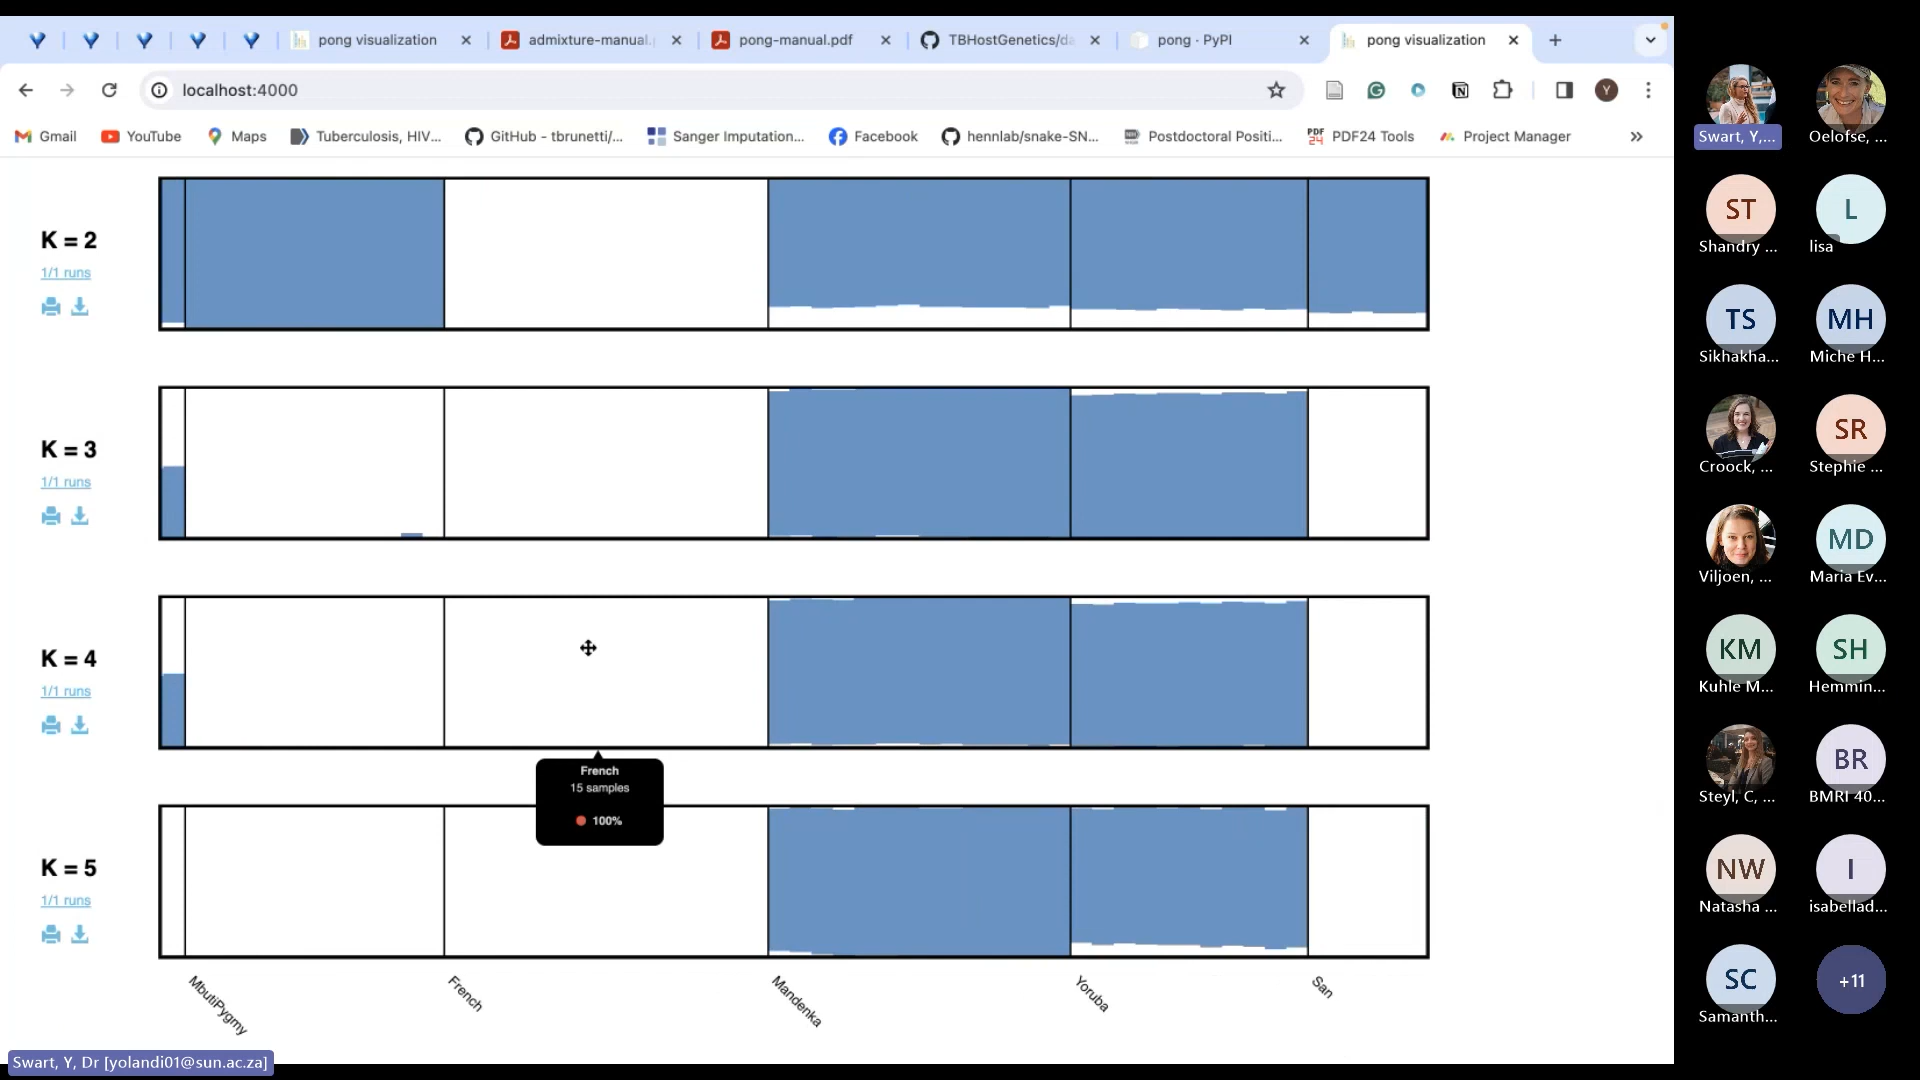 pong visualization
admixture-manual.
pong-manual.pdf
TBHostGenetics/da
pong · PyPI
pong visualization
localhost:4000
Y
Gmail
YouTube
Maps
Tuberculosis, HIV...
GitHub - tbrunetti/...
Sanger Imputation...
Facebook
hennlab/snake-SN...
Postdoctoral Positi...
PDF24 Tools
Project Manager
K = 2
1/1 runs
K = 3
1/1 runs
K = 4
1/1 runs
French
15 samples
100%
K = 5
1/1 runs
MbutiPygmy
French
Mandenka
Yoruba
San
Swart, Y, Dr [yolandi01@sun.ac.za]
Swart, Y,...
Oelofse, ...
ST
Shandry ...
L
lisa
TS
Sikhakha...
MH
Miche H...
Croock, ...
SR
Stephie ...
Viljoen, ...
MD
Maria Ev...
KM
Kuhle M...
SH
Hemmin...
Steyl, C, ...
BR
BMRI 40...
NW
Natasha ...
I
isabellad...
SC
Samanth...
+11